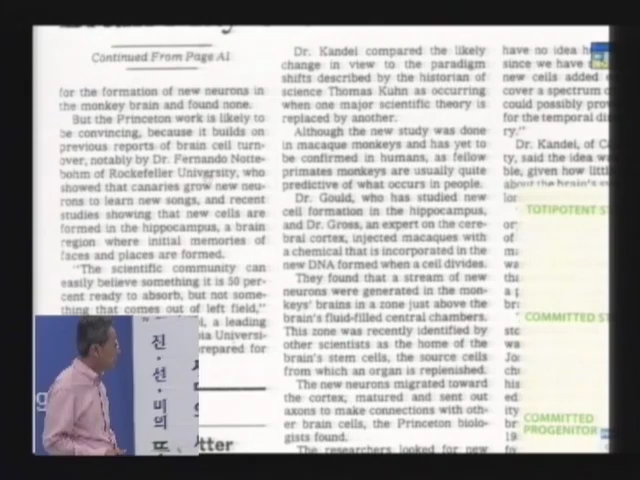 Continued From Page A1
for the formation of new neurons in
the monkey brain and found none.
But the Princeton work is likely to
be convincing, because it builds on
previous reports of brain cell turn-
over, notably by Dr. Fernando Notte-
bohm of Rockefeller University, who
showed that canaries grow new neu-
rons to learn new songs, and recent
studies showing that new cells are
formed in the hippocampus, a brain
region where initial memories of
faces and places are formed.
"The scientific community can
easily believe something it is 50 per-
cent ready to absorb, but not some-
thing that comes out of left field,"
a leading
Universi-
prepared for
tter
Dr. Kandel compared the likely
change in view to the paradigm
shifts described by the historian of
science Thomas Kuhn as occurring
when one major scientific theory is
replaced by another.
Although the new study was done
in macaque monkeys and has yet to
be confirmed in humans, as fellow
primates monkeys are usually quite
predictive of what occurs in people.
Dr. Gould, who has studied new
cell formation in the hippocampus,
and Dr. Gross, an expert on the cere-
bral cortex, injected macaques with
a chemical that is incorporated in the
new DNA formed when a cell divides.
They found that a stream of new
neurons were generated in the mon-
keys' brains in a zone just above the
brain's fluid-filled central chambers.
This zone was recently identified by
other scientists as the home of the
brain's stem cells, the source cells
from which an organ is replenished.
The new neurons migrated toward
the cortex, matured and sent out
axons to make connections with oth-
er brain cells, the Princeton biolo-
gists found.
The researchers looked for new
have no idea h
since we have
new cells added
cover a spectrum
could possibly prov
for the temporal di
ry."
Dr. Kandel, of C
ty, said the idea w
ble, given how littl
about the brain's
TOTIPOTENT ST
COMMITTED ST
COMMITTED
PROGENITOR
진·선·미의